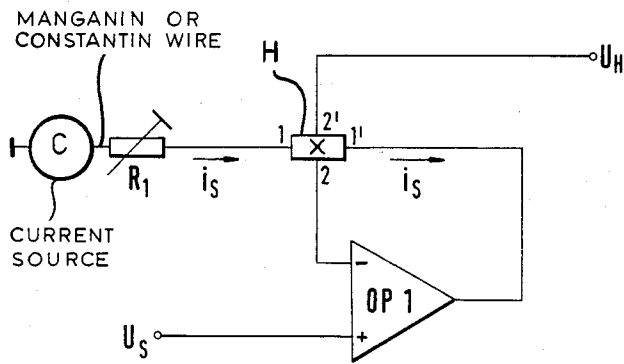 MANGANIN OR
CONSTANTIN WIRE
H
U_H
1 2' 1'
C
R_1
i_S
i_S
2
CURRENT
SOURCE
-
OP 1
+
U_S